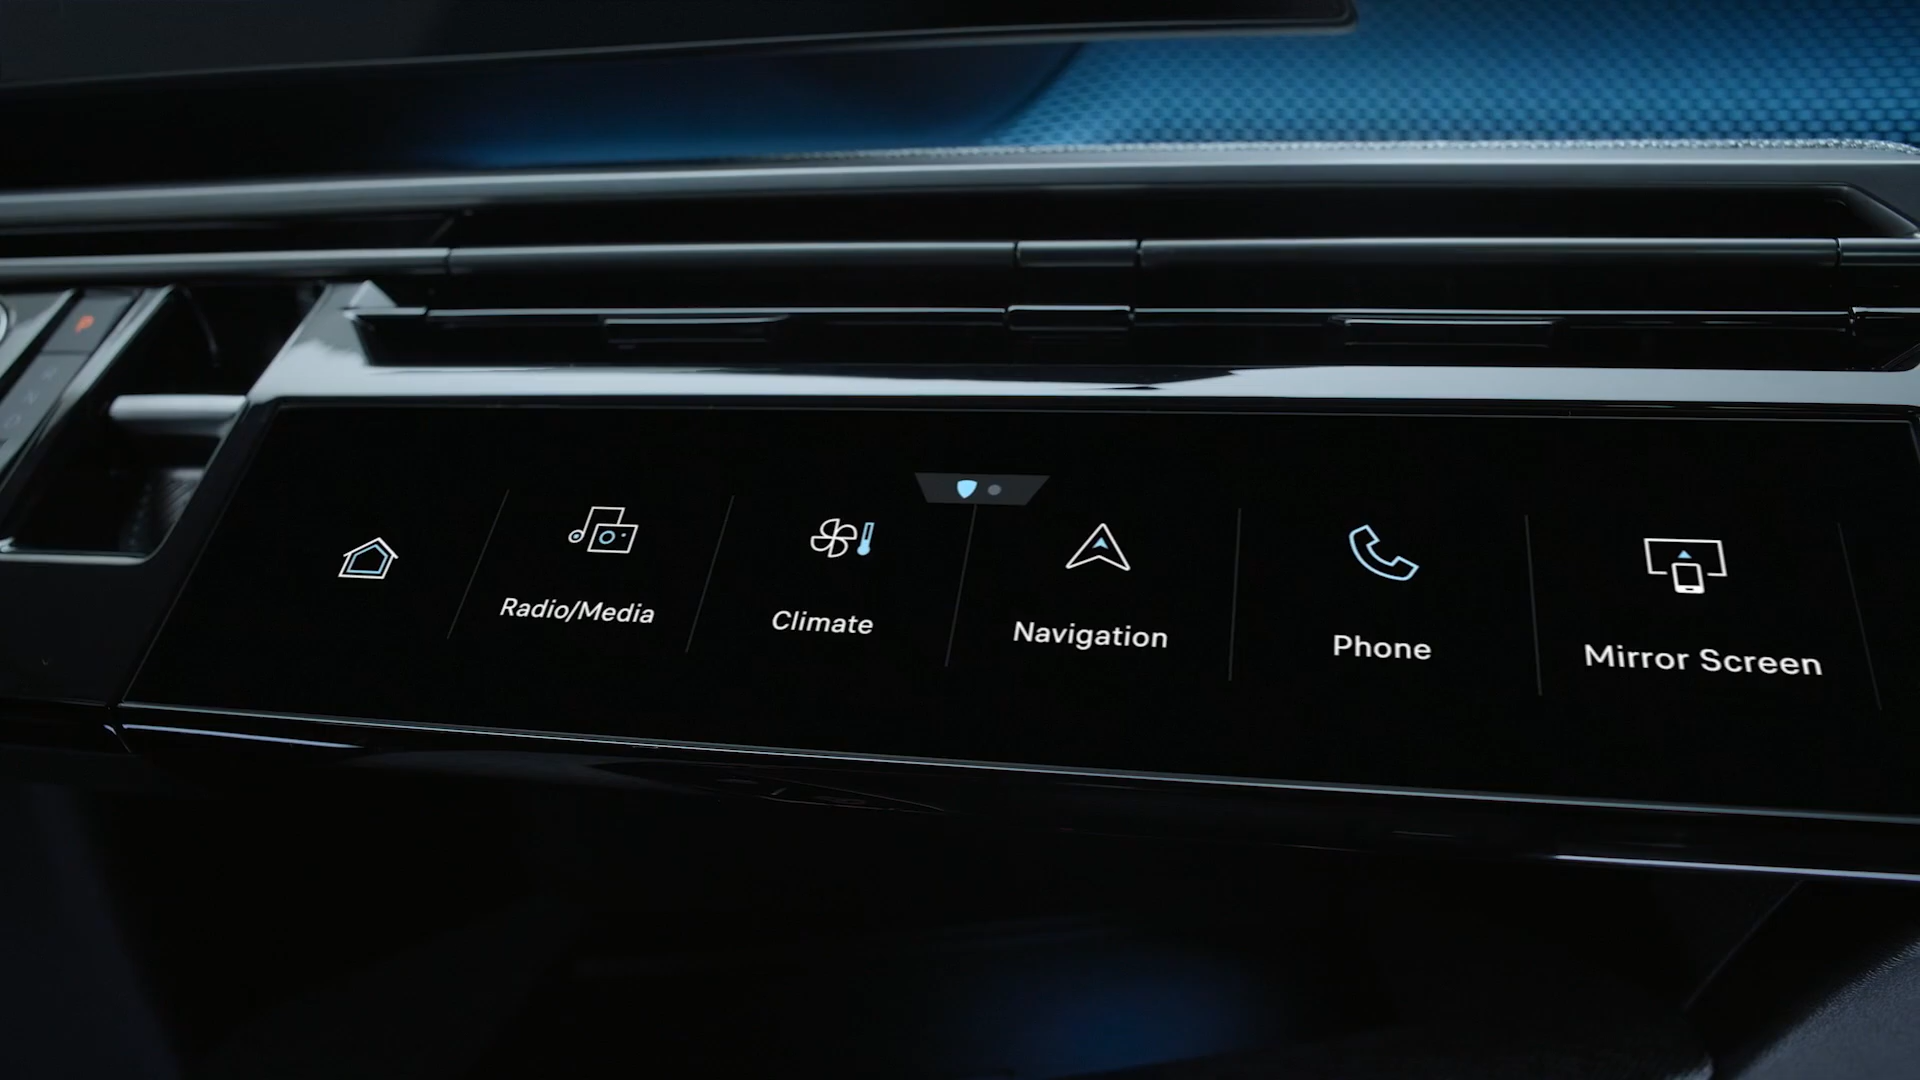 Radio/Media
Climate
Navigation
Phone
Mirror Screen